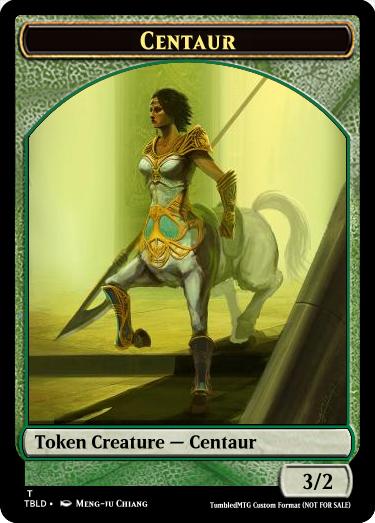 Centaur
Token Creature — Centaur
3/2
T
TBLD • Meng-tu Chiang
TumbledMTG Custom Format (NOT FOR SALE)